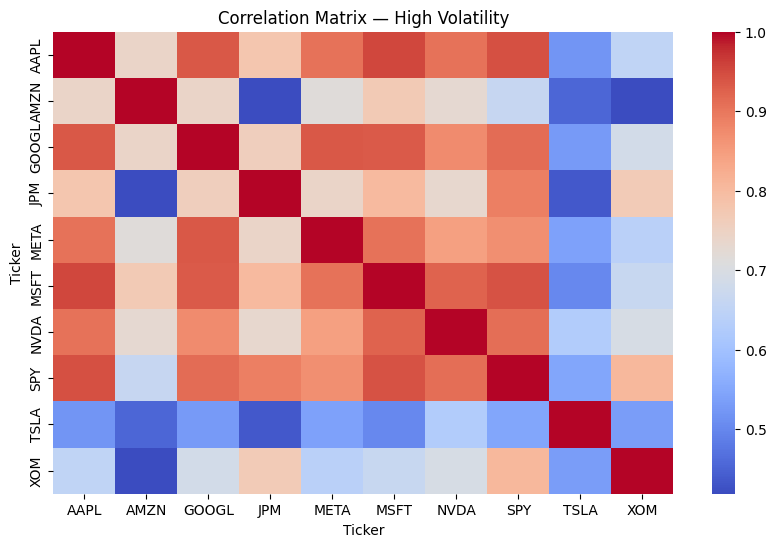 Correlation Matrix — High Volatility
Ticker
AAPL
AMZN
GOOGL
JPM
META
MSFT
NVDA
SPY
TSLA
XOM
AAPL AMZN GOOGL JPM META MSFT NVDA SPY TSLA XOM
Ticker
1.0
0.9
0.8
0.7
0.6
0.5